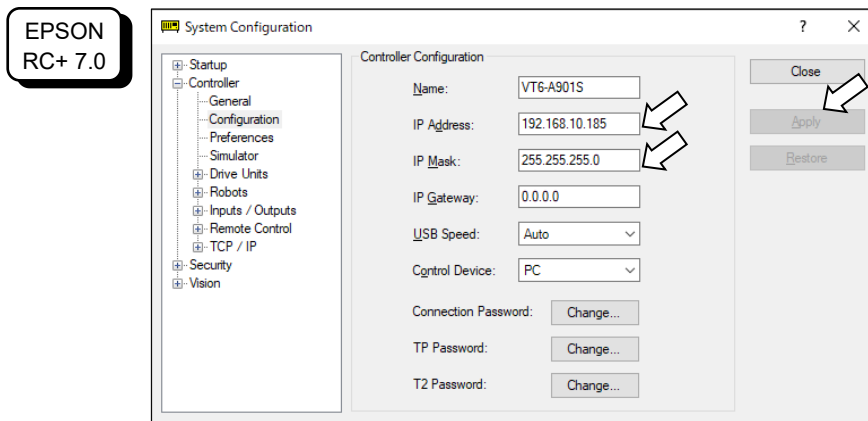 EPSON
RC+ 7.0
System Configuration
?
Startup
Controller
General
Configuration
Preferences
Simulator
Drive Units
Robots
Inputs / Outputs
Remote Control
TCP / IP
Security
Vision
Controller Configuration
Name: VT6-A901S
IP Address: 192.168.10.185
IP Mask: 255.255.255.0
IP Gateway: 0.0.0.0
USB Speed: Auto
Control Device: PC
Connection Password: Change...
TP Password: Change...
T2 Password: Change...
Close
Apply
Restore